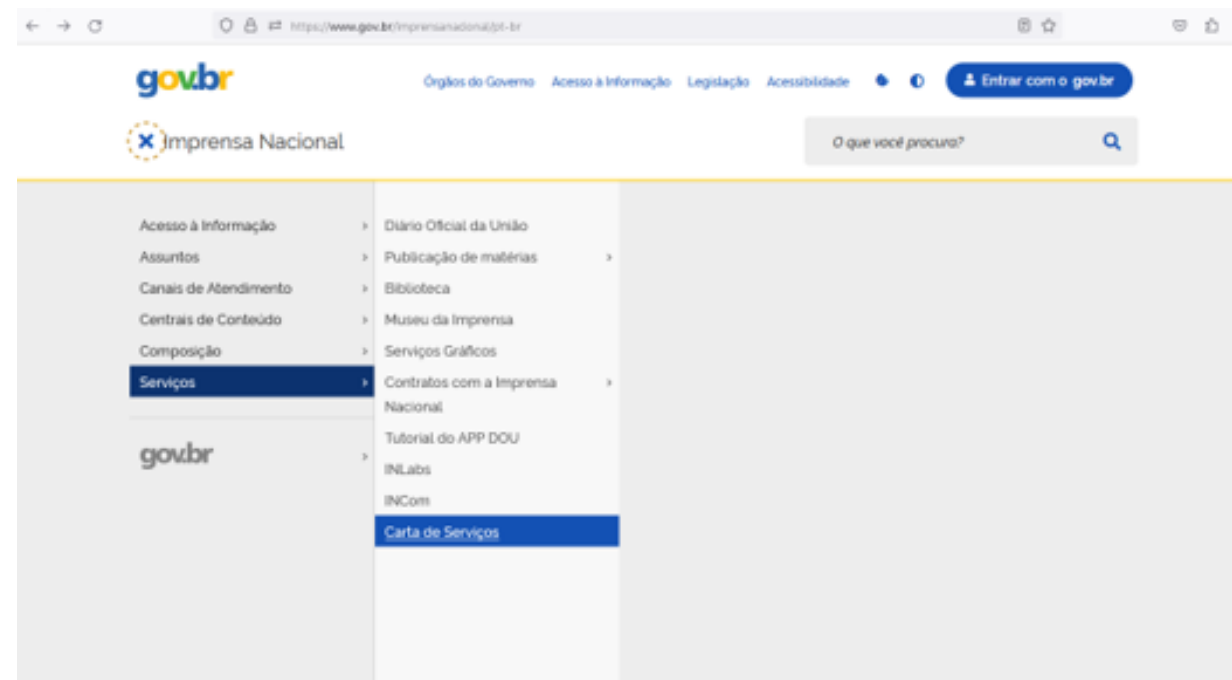 https://www.gov.br/imprensanacional/pt-br
gov.br
Órgãos do Governo Acesso à Informação Legislação Acessibilidade Entrar com o gov.br
Imprensa Nacional
O que você procura?
Acesso à Informação
Assuntos
Canais de Atendimento
Centrais de Conteúdo
Composição
Serviços
gov.br
Diário Oficial da União
Publicação de matérias
Biblioteca
Museu da Imprensa
Serviços Gráficos
Contratos com a Imprensa
Nacional
Tutorial do APP DOU
INLabs
INCom
Carta de Serviços